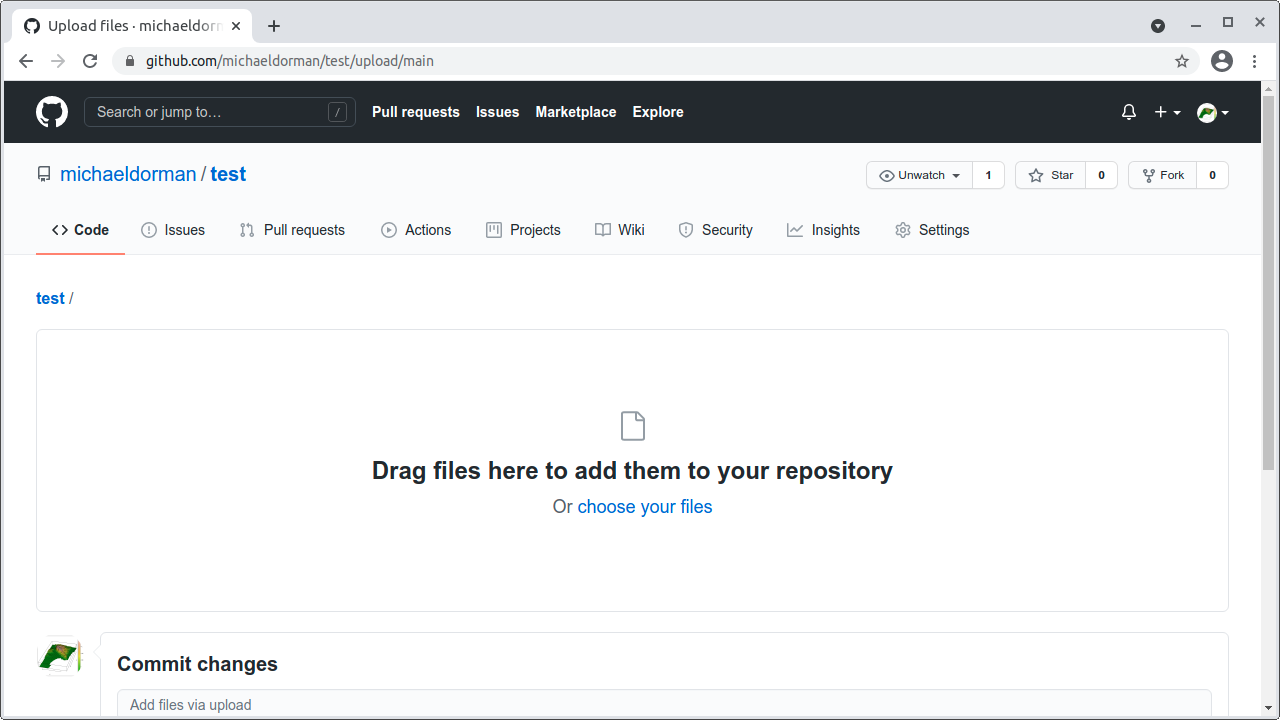 Upload files · michaeldorm
github.com/michaeldorman/test/upload/main
Search or jump to… /
Pull requests Issues Marketplace Explore
michaeldorman / test
Unwatch 1 Star 0 Fork 0
Code Issues Pull requests Actions Projects Wiki Security Insights Settings
test /
Drag files here to add them to your repository
Or choose your files
Commit changes
Add files via upload